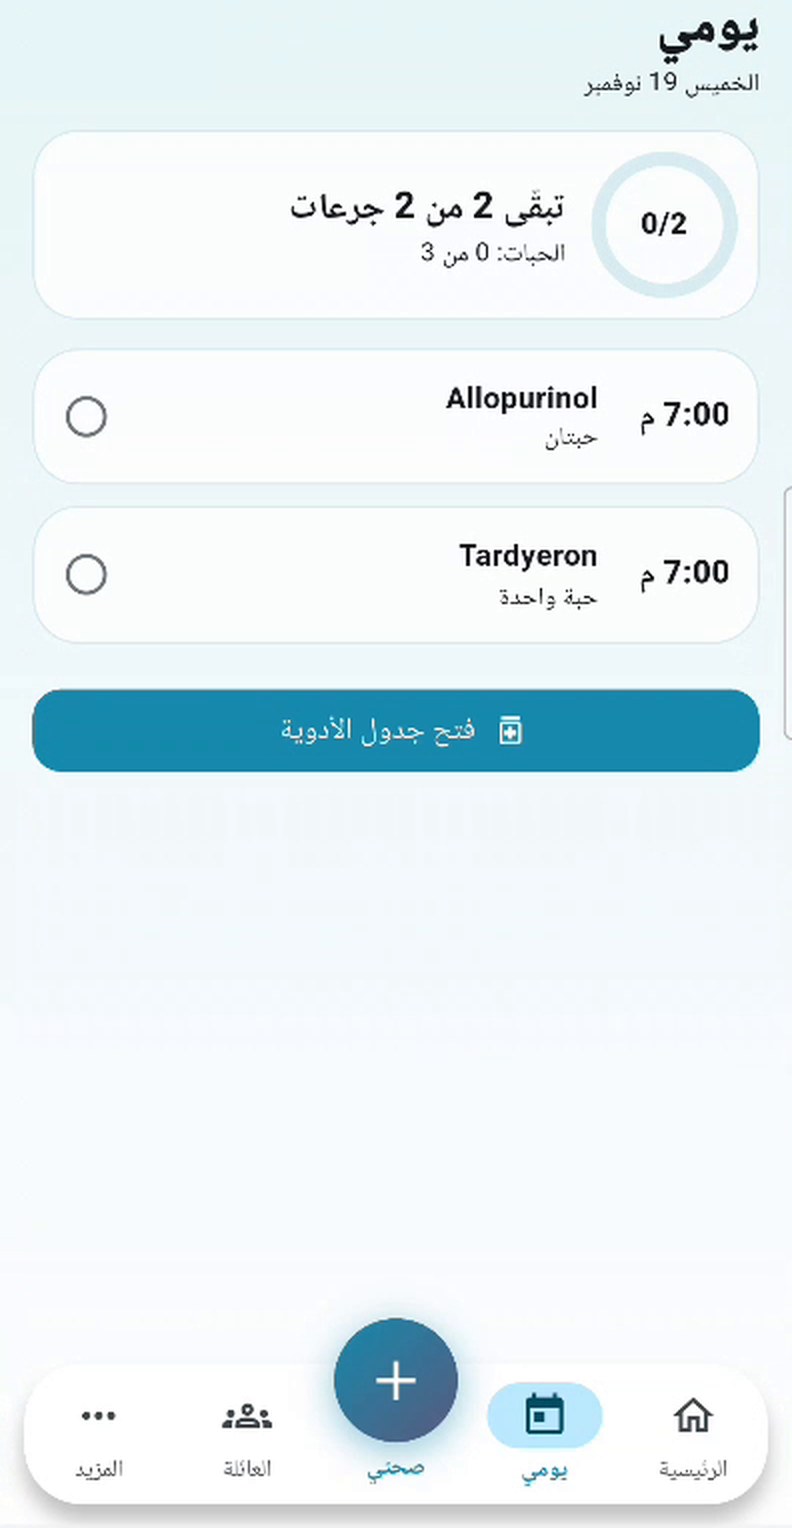 يومي
الخميس 19 نوفمبر
0/2
تبقّى 2 من 2 جرعات
الحبات: 0 من 3
7:00 م
Allopurinol
حبتان
7:00 م
Tardyeron
حبة واحدة
فتح جدول الأدوية
الرئيسية
يومي
صحتي
العائلة
المزيد